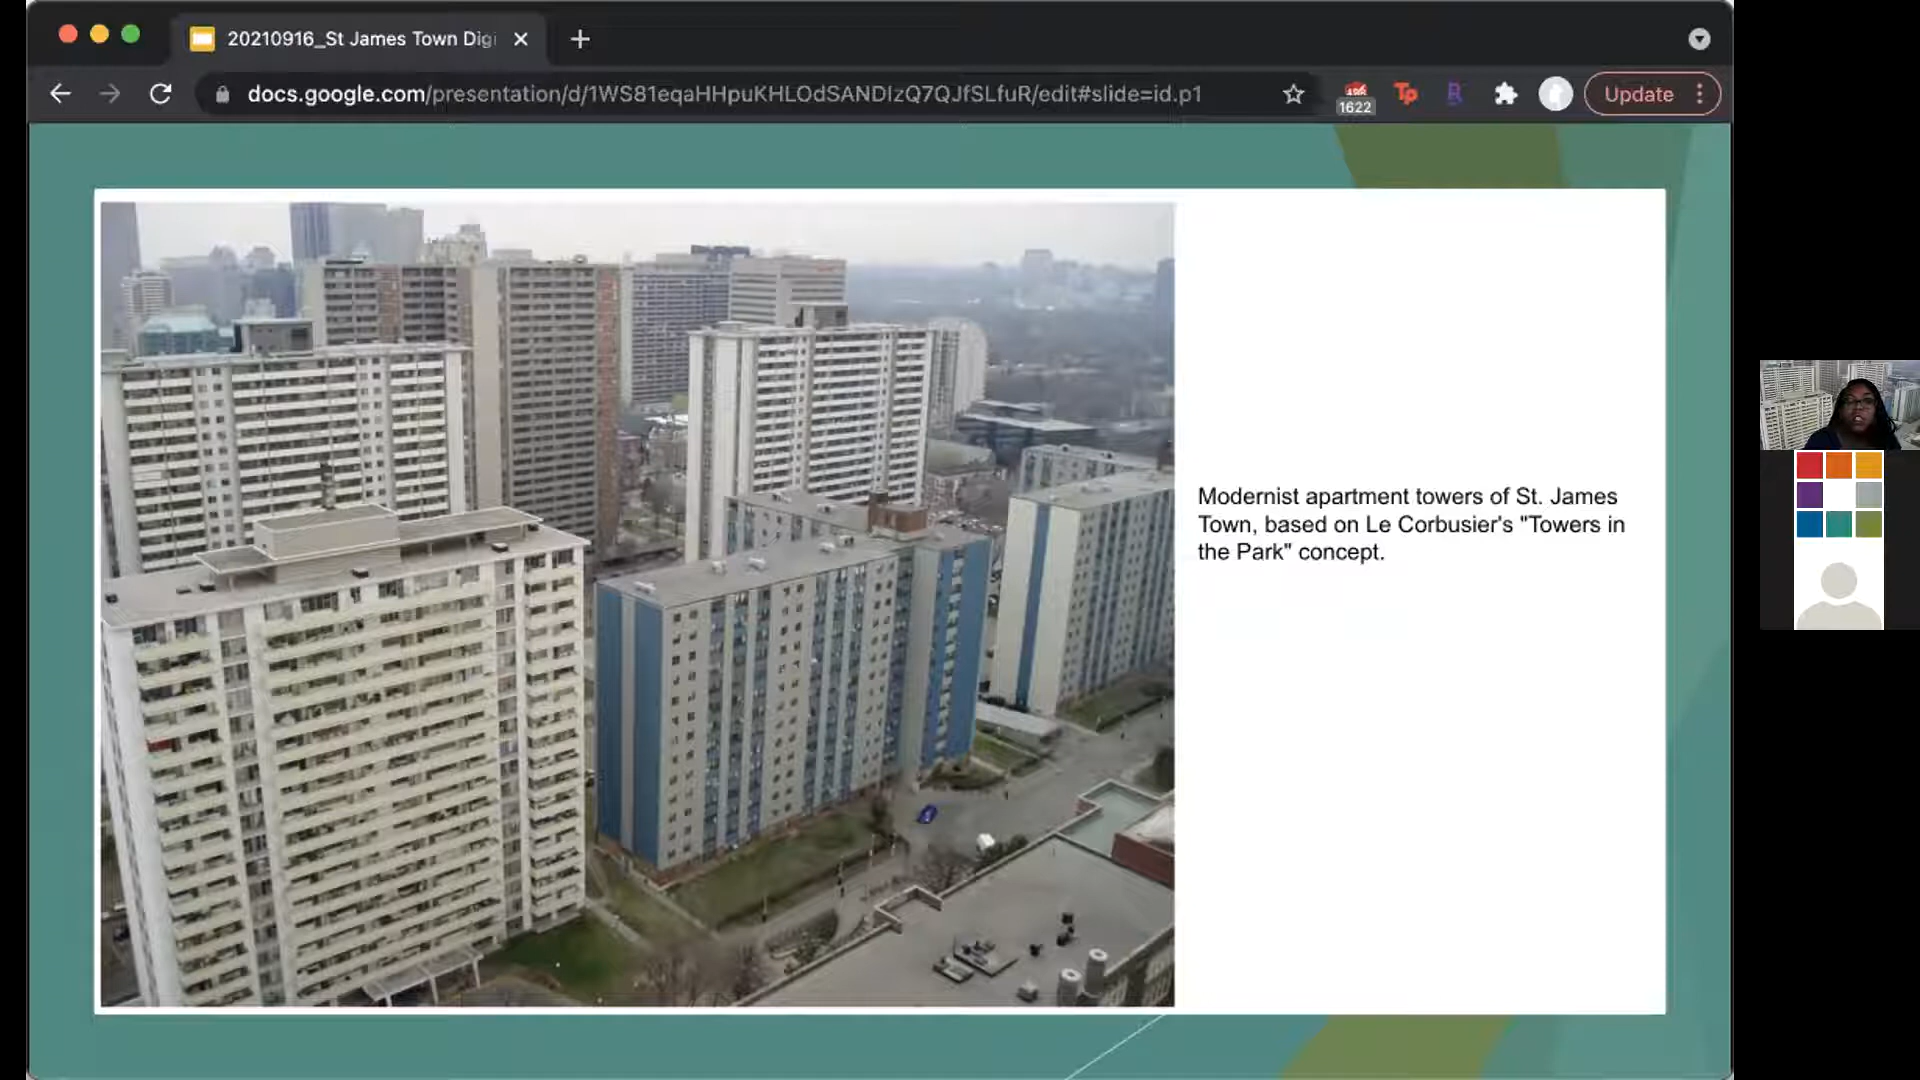 20210916_St James Town Digi
docs.google.com/presentation/d/1WS81eqaHHpuKHLOdSANDIzQ7QJfSLfuR/edit#slide=id.p1
1622
Tp
R
Update
Modernist apartment towers of St. James
Town, based on Le Corbusier's "Towers in
the Park" concept.